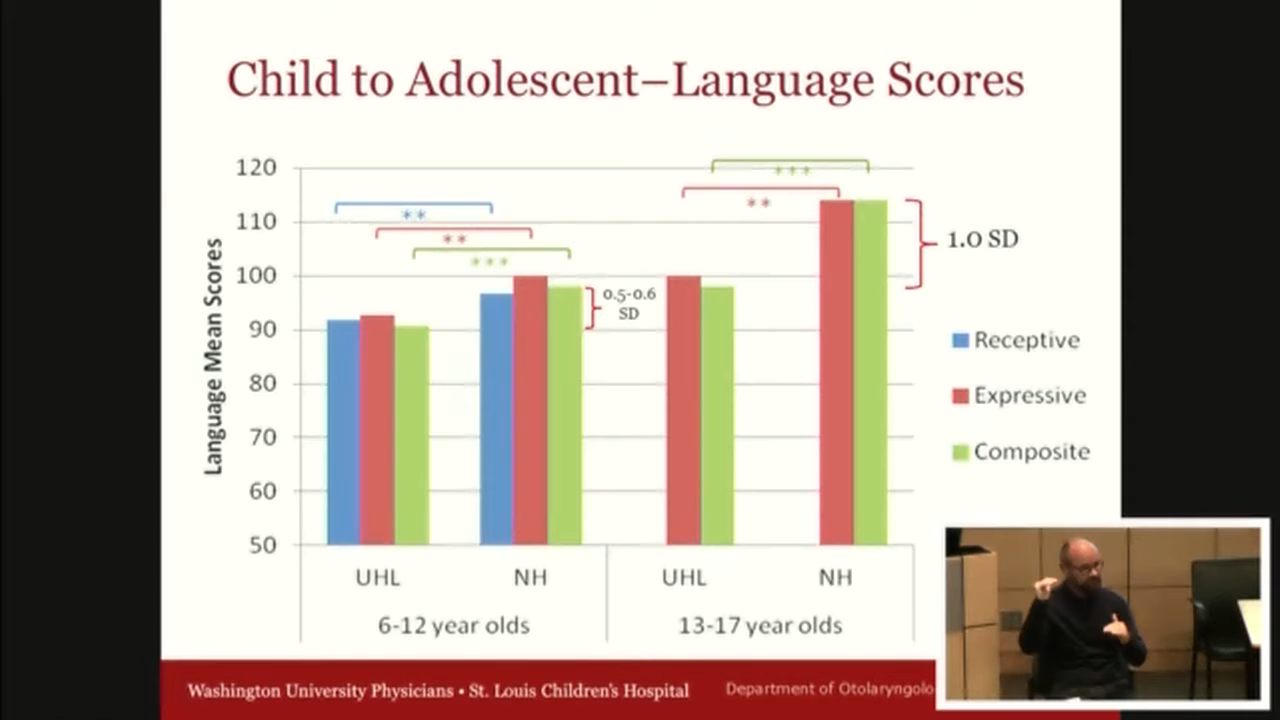 Child to Adolescent–Language Scores
Language Mean Scores
120
110
100
90
80
70
60
50
**
**
***
0.5-0.6
SD
***
**
1.0 SD
Receptive
Expressive
Composite
UHL
NH
UHL
NH
6-12 year olds
13-17 year olds
Washington University Physicians • St. Louis Children's Hospital
Department of Otolaryngolo